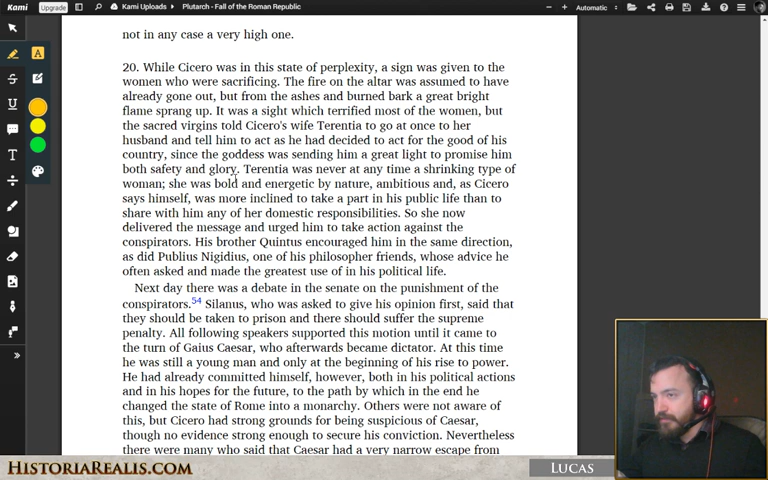 Kami
Upgrade
Kami Uploads
Plutarch - Fall of the Roman Republic
Automatic
not in any case a very high one.
20. While Cicero was in this state of perplexity, a sign was given to the
women who were sacrificing. The fire on the altar was assumed to have
already gone out, but from the ashes and burned bark a great bright
flame sprang up. It was a sight which terrified most of the women, but
the sacred virgins told Cicero's wife Terentia to go at once to her
husband and tell him to act as he had decided to act for the good of his
country, since the goddess was sending him a great light to promise him
both safety and glory. Terentia was never at any time a shrinking type of
woman; she was bold and energetic by nature, ambitious and, as Cicero
says himself, was more inclined to take a part in his public life than to
share with him any of her domestic responsibilities. So she now
delivered the message and urged him to take action against the
conspirators. His brother Quintus encouraged him in the same direction,
as did Publius Nigidius, one of his philosopher friends, whose advice he
often asked and made the greatest use of in his political life.
Next day there was a debate in the senate on the punishment of the
conspirators.54 Silanus, who was asked to give his opinion first, said that
they should be taken to prison and there should suffer the supreme
penalty. All following speakers supported this motion until it came to
the turn of Gaius Caesar, who afterwards became dictator. At this time
he was still a young man and only at the beginning of his rise to power.
He had already committed himself, however, both in his political actions
and in his hopes for the future, to the path by which in the end he
changed the state of Rome into a monarchy. Others were not aware of
this, but Cicero had strong grounds for being suspicious of Caesar,
though no evidence strong enough to secure his conviction. Nevertheless
there were many who said that Caesar had a very narrow escape from
HISTORIAREALIS.COM
LUCAS